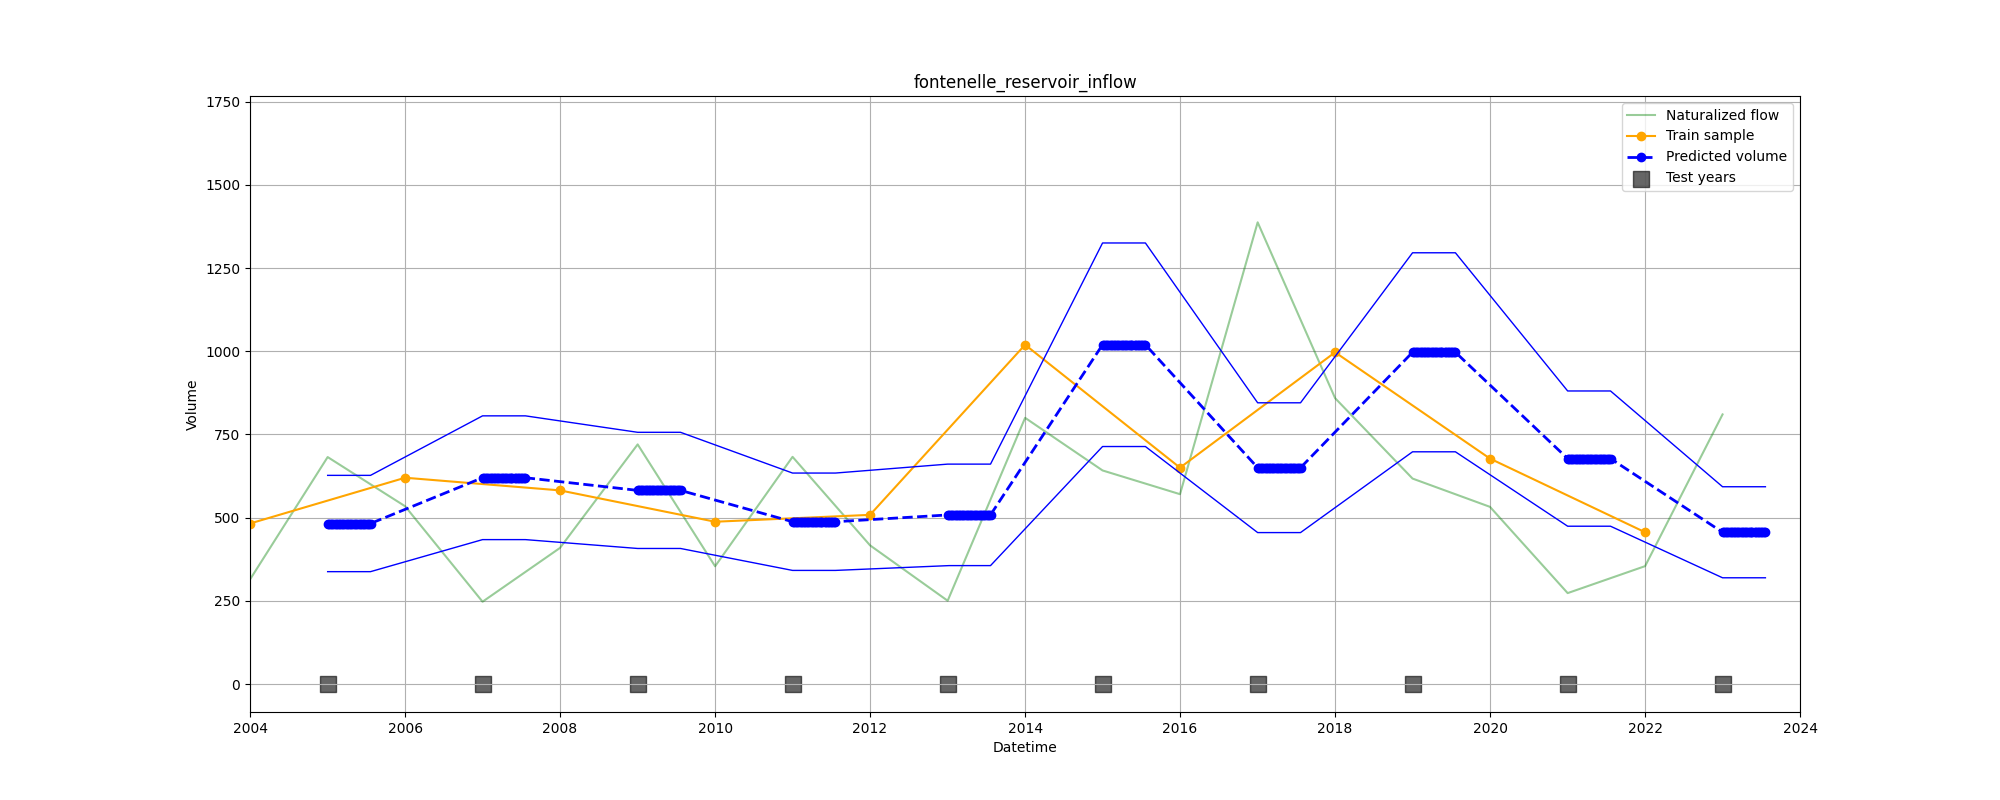 fontenelle_reservoir_inflow
1750
1500
1250
1000
750
500
250
0
Volume
Naturalized flow
Train sample
Predicted volume
Test years
2004 2006 2008 2010 2012 2014 2016 2018 2020 2022 2024
Datetime